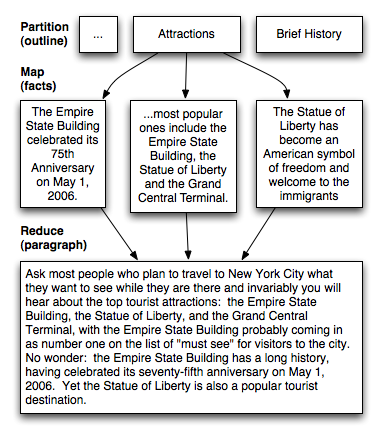 Partition
(outline)
...
Attractions
Brief History
Map
(facts)
The Empire
State Building
celebrated its
75th
Anniversary
on May 1,
2006.
...most popular
ones include the
Empire State
Building, the
Statue of Liberty
and the Grand
Central Terminal.
The Statue of
Liberty has
become an
American symbol
of freedom and
welcome to the
immigrants
Reduce
(paragraph)
Ask most people who plan to travel to New York City what
they want to see while they are there and invariably you will
hear about the top tourist attractions:  the Empire State
Building, the Statue of Liberty, and the Grand Central
Terminal, with the Empire State Building probably coming in
as number one on the list of "must see" for visitors to the city.
No wonder:  the Empire State Building has a long history,
having celebrated its seventy-fifth anniversary on May 1,
2006.  Yet the Statue of Liberty is also a popular tourist
destination.